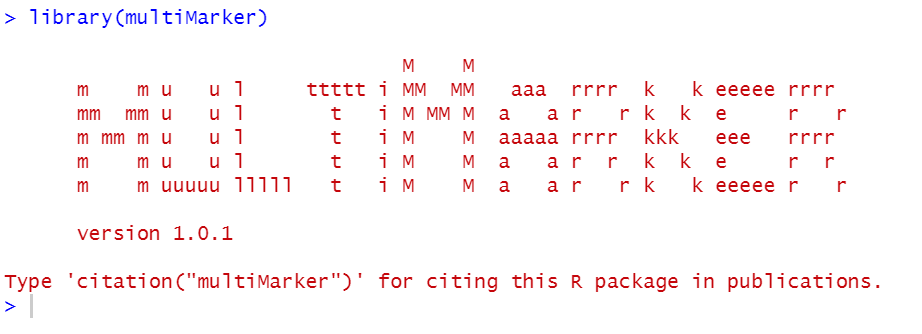 > library(multiMarker)
                                 M    M
      m    m u   u l     ttttt i MM  MM   aaa  rrrr  k   k eeeee rrrr
      mm  mm u   u l       t   i M MM M  a   a r   r k  k  e     r   r
      m mm m u   u l       t   i M    M  aaaaa rrrr  kkk   eee   rrrr
      m    m u   u l       t   i M    M  a   a r  r  k  k  e     r  r
      m    m uuuuu lllll   t   i M    M  a   a r   r k   k eeeee r   r
      version 1.0.1
Type 'citation("multiMarker")' for citing this R package in publications.
>